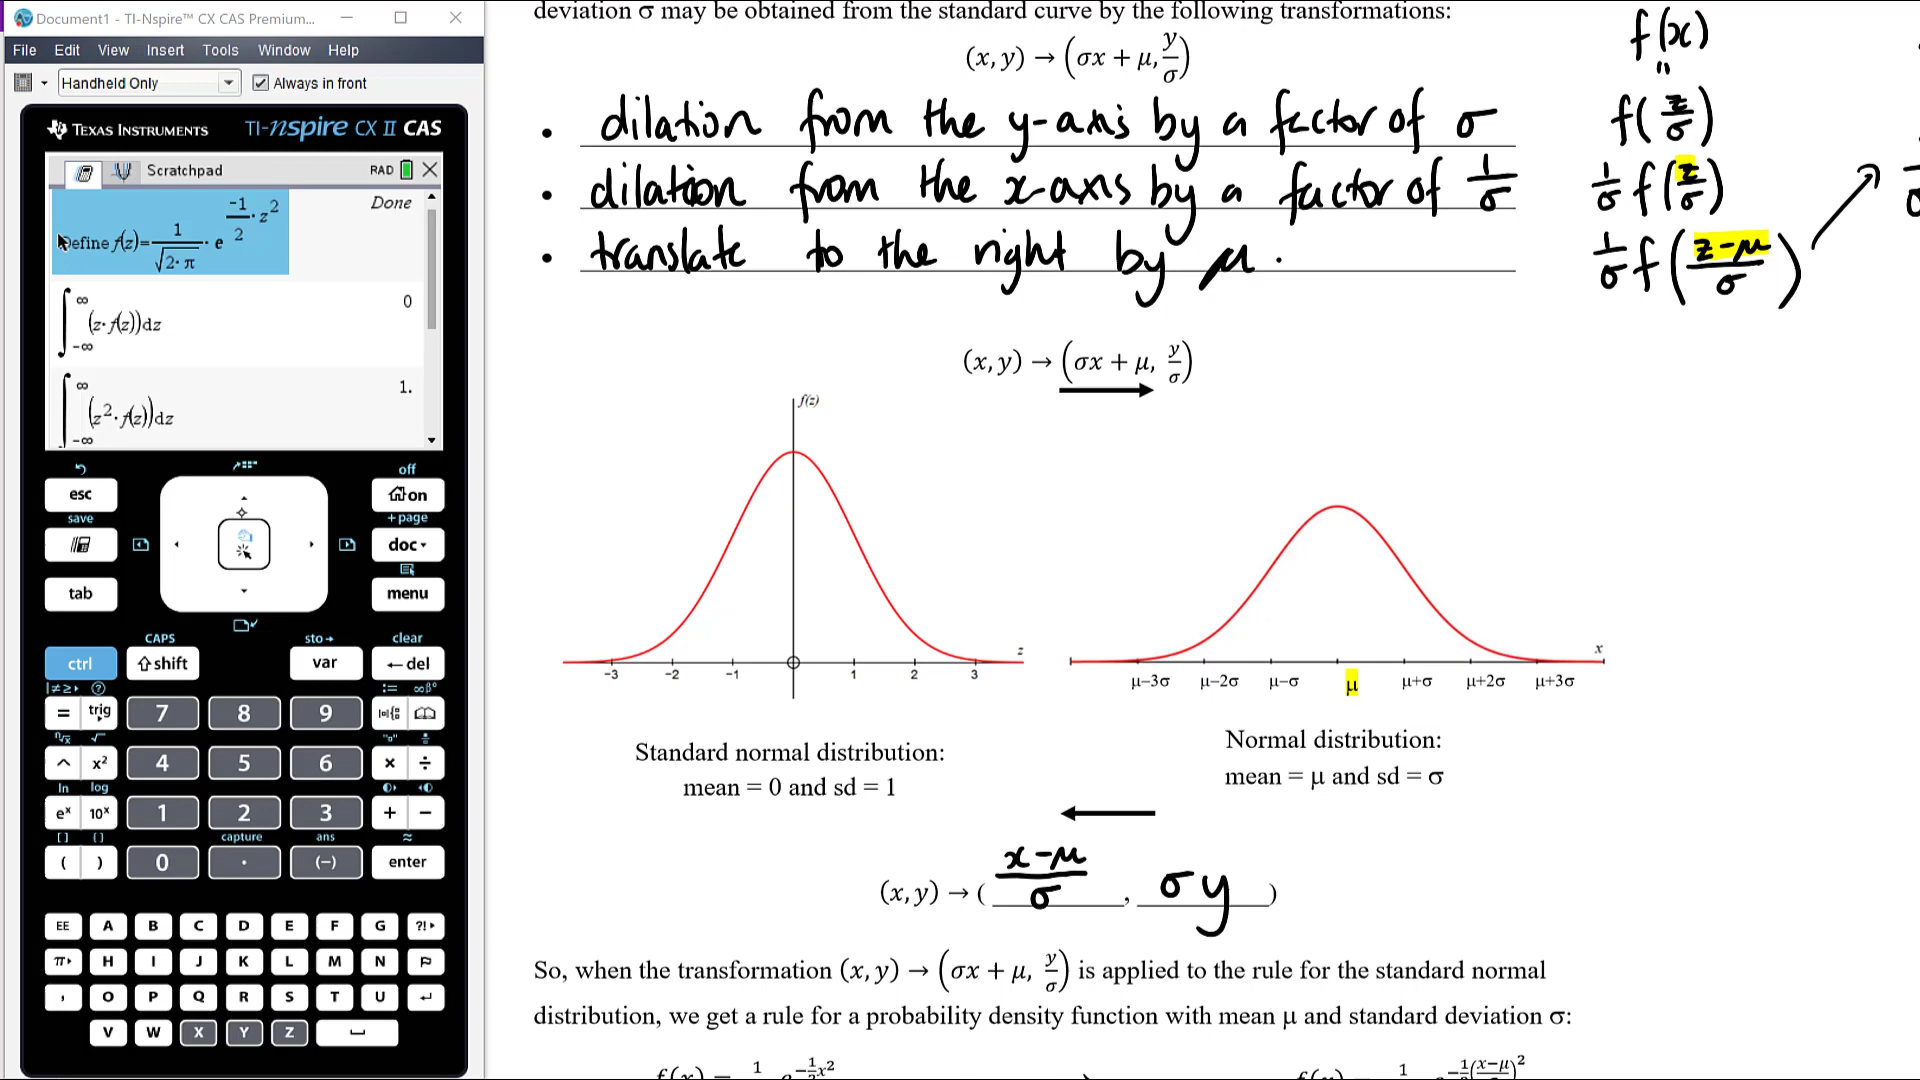 Document1 - TI-Nspire™ CX CAS Premium...
File Edit View Insert Tools Window Help
Handheld Only Always in front
TEXAS INSTRUMENTS TI-nspire CX II CAS
Scratchpad RAD
Define f(z)=1/√(2·π)·e^(-1/2·z^2) Done
∫_-∞^∞ (z·f(z))dz 0
∫_-∞^∞ (z^2·f(z))dz 1.
off
esc on
save +page
doc
tab menu
CAPS sto→ clear
ctrl shift var ←del
= trig 7 8 9
^ x² 4 5 6 × ÷
ln log
eˣ 10ˣ 1 2 3 + −
[] {} capture ans ≈
( ) 0 . (−) enter
EE A B C D E F G ?!▸
π▸ H I J K L M N
, O P Q R S T U
V W X Y Z
deviation σ may be obtained from the standard curve by the following transformations:
(x, y) → (σx + μ, y/σ)
• dilation from the y-axis by a factor of σ
• dilation from the x-axis by a factor of 1/σ
• translate to the right by μ.
f(x)
"
f(z/σ)
1/σ f(z/σ)
1/σ f((z-μ)/σ)
(x, y) → (σx + μ, y/σ)
f(z)
−3 −2 −1 1 2 3 z
μ−3σ μ−2σ μ−σ μ μ+σ μ+2σ μ+3σ x
Standard normal distribution:
mean = 0 and sd = 1
Normal distribution:
mean = μ and sd = σ
(x, y) → ( (x-μ)/σ , σy )
So, when the transformation (x, y) → (σx + μ, y/σ) is applied to the rule for the standard normal
distribution, we get a rule for a probability density function with mean μ and standard deviation σ: